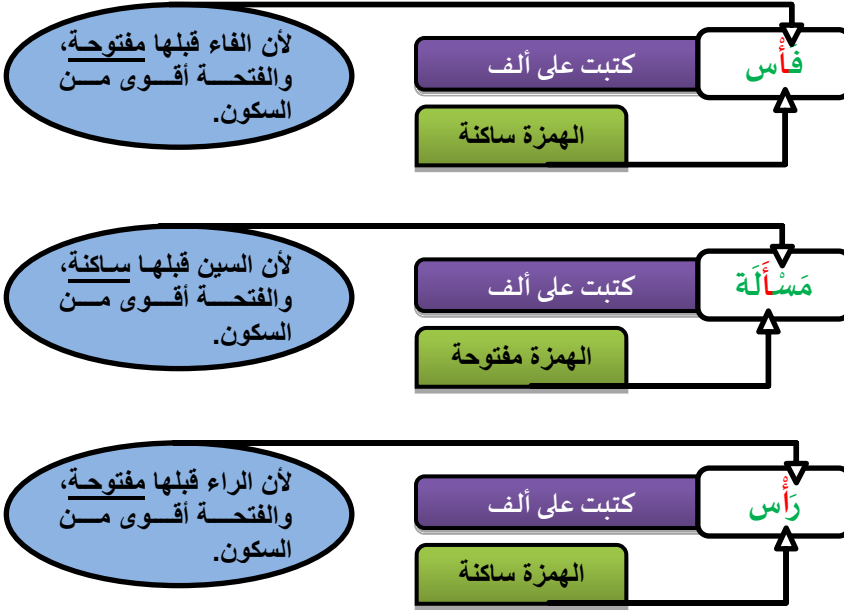 فأْس
كتبت على ألف
الهمزة ساكنة
لأن الفاء قبلها مفتوحة،
والفتحة أقوى من
السكون.
مَسْأَلَة
كتبت على ألف
الهمزة مفتوحة
لأن السين قبلها ساكنة،
والفتحة أقوى من
السكون.
رَأْس
كتبت على ألف
الهمزة ساكنة
لأن الراء قبلها مفتوحة،
والفتحة أقوى من
السكون.